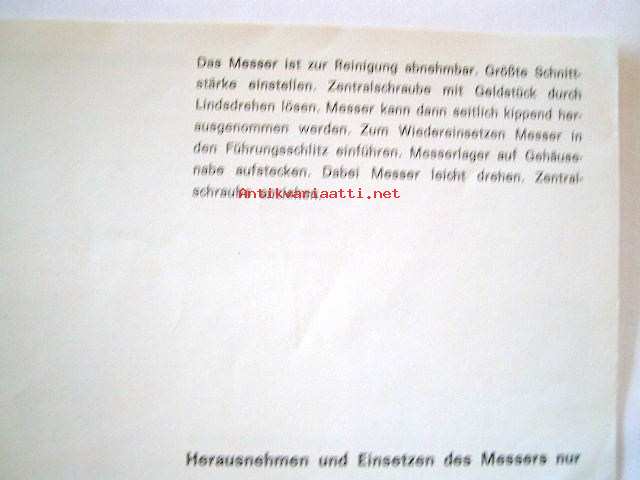 Das Messer ist zur Reinigung abnehmbar. Größte Schnitt-
stärke einstellen. Zentralschraube mit Geldstück durch
Lindsdrehen lösen. Messer kann dann seitlich kippend her-
ausgenommen werden. Zum Wiedereinsetzen Messer in
den Führungsschlitz einführen. Messerlager auf Gehäuse-
nabe aufstecken. Dabei Messer leicht drehen. Zentral-
schraube
Antikvariaatti.net
Herausnehmen und Einsetzen des Messers nur